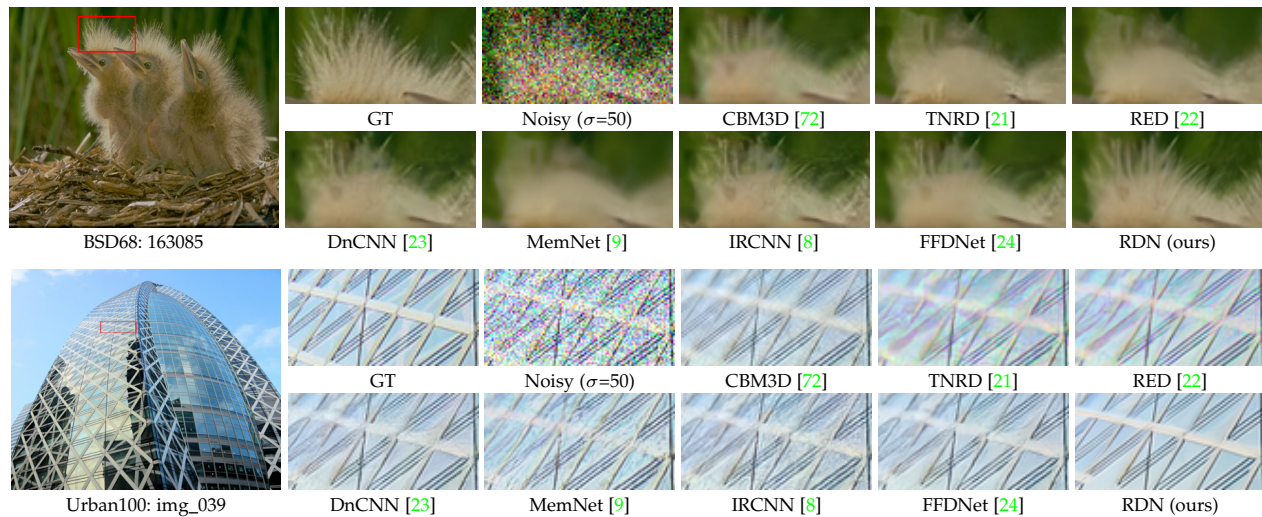 GT Noisy (σ=50) CBM3D [72] TNRD [21] RED [22]
BSD68: 163085 DnCNN [23] MemNet [9] IRCNN [8] FFDNet [24] RDN (ours)
GT Noisy (σ=50) CBM3D [72] TNRD [21] RED [22]
Urban100: img_039 DnCNN [23] MemNet [9] IRCNN [8] FFDNet [24] RDN (ours)